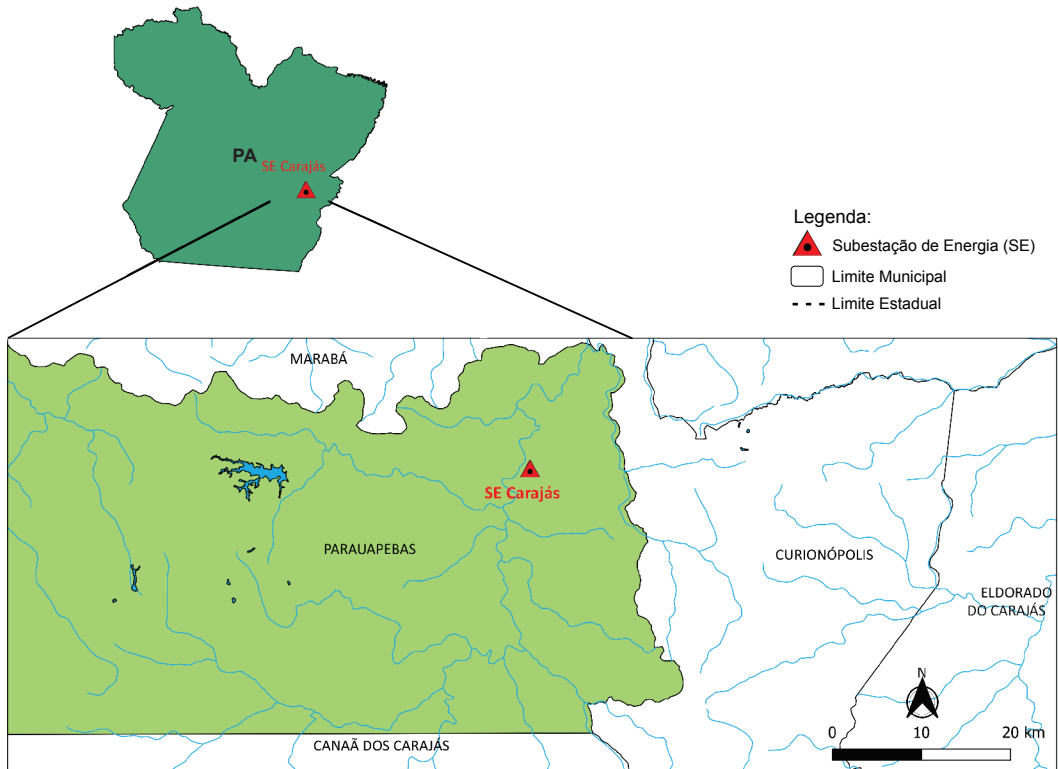 PA
SE Carajás
Legenda:
Subestação de Energia (SE)
Limite Municipal
Limite Estadual
MARABÁ
SE Carajás
PARAUAPEBAS
CURIONÓPOLIS
ELDORADO
DO CARAJÁS
CANAÃ DOS CARAJÁS
N
0 10 20 km